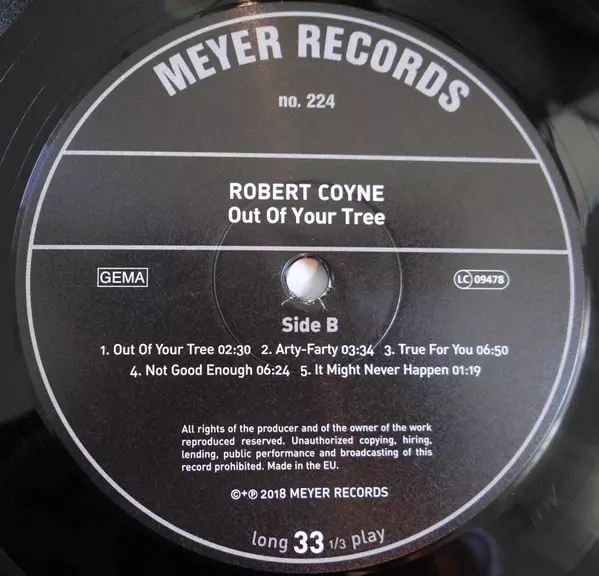 MEYER RECORDS
no. 224
ROBERT COYNE
Out Of Your Tree
GEMA
LC 09478
Side B
1. Out Of Your Tree 02:30 2. Arty-Farty 03:34 3. True For You 06:50
4. Not Good Enough 06:24 5. It Might Never Happen 01:19
All rights of the producer and of the owner of the work
reproduced reserved. Unauthorized copying, hiring,
lending, public performance and broadcasting of this
record prohibited. Made in the EU.
©+℗ 2018 MEYER RECORDS
long 33 1/3 play